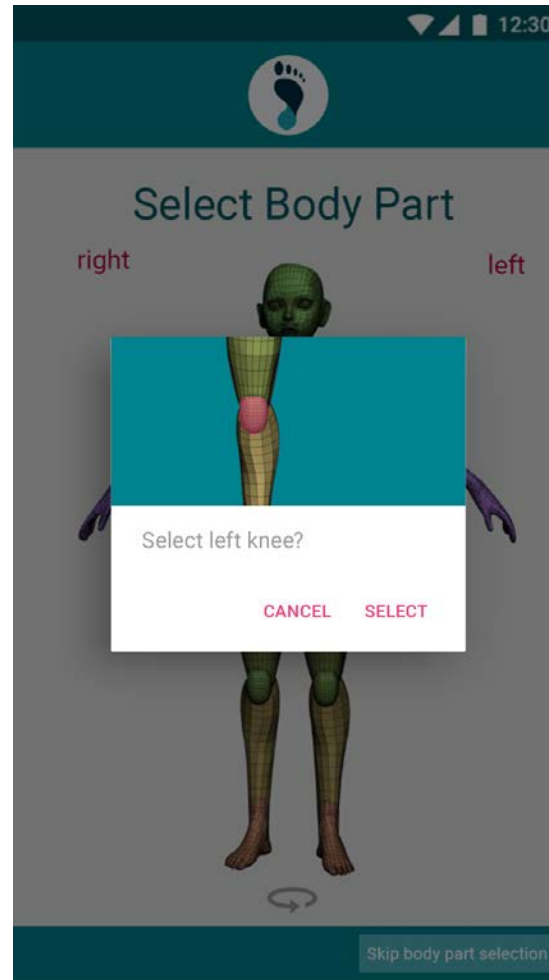 12:30
Select Body Part
right
left
Select left knee?
CANCEL SELECT
Skip body part selection